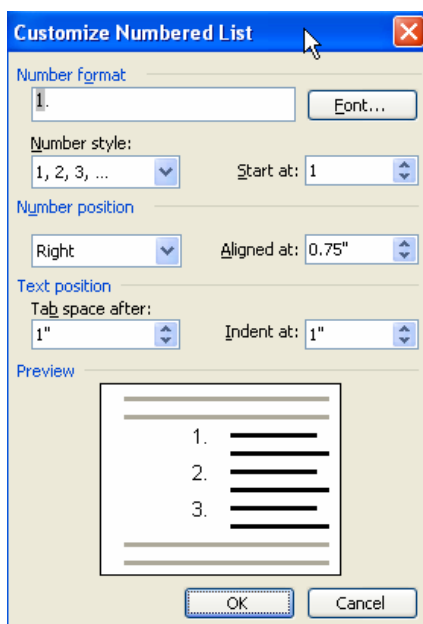 Customize Numbered List
Number format
1.
Font...
Number style:
1, 2, 3, ...
Start at: 1
Number position
Right
Aligned at: 0.75"
Text position
Tab space after:
1"
Indent at: 1"
Preview
1.
2.
3.
OK
Cancel